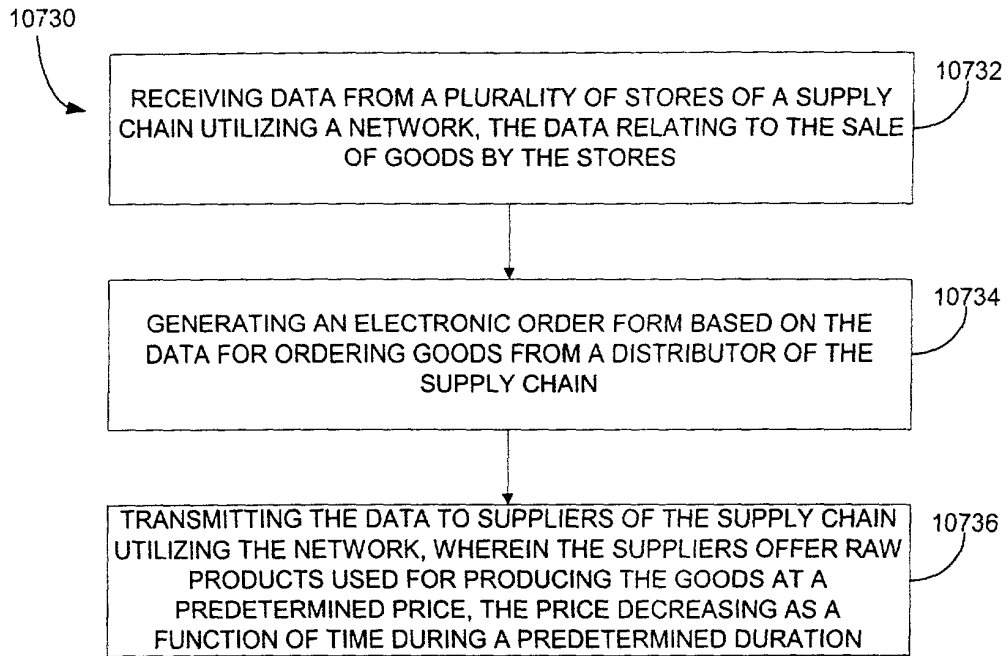 10730
10732
RECEIVING DATA FROM A PLURALITY OF STORES OF A SUPPLY
CHAIN UTILIZING A NETWORK, THE DATA RELATING TO THE SALE
OF GOODS BY THE STORES
10734
GENERATING AN ELECTRONIC ORDER FORM BASED ON THE
DATA FOR ORDERING GOODS FROM A DISTRIBUTOR OF THE
SUPPLY CHAIN
10736
TRANSMITTING THE DATA TO SUPPLIERS OF THE SUPPLY CHAIN
UTILIZING THE NETWORK, WHEREIN THE SUPPLIERS OFFER RAW
PRODUCTS USED FOR PRODUCING THE GOODS AT A
PREDETERMINED PRICE, THE PRICE DECREASING AS A
FUNCTION OF TIME DURING A PREDETERMINED DURATION